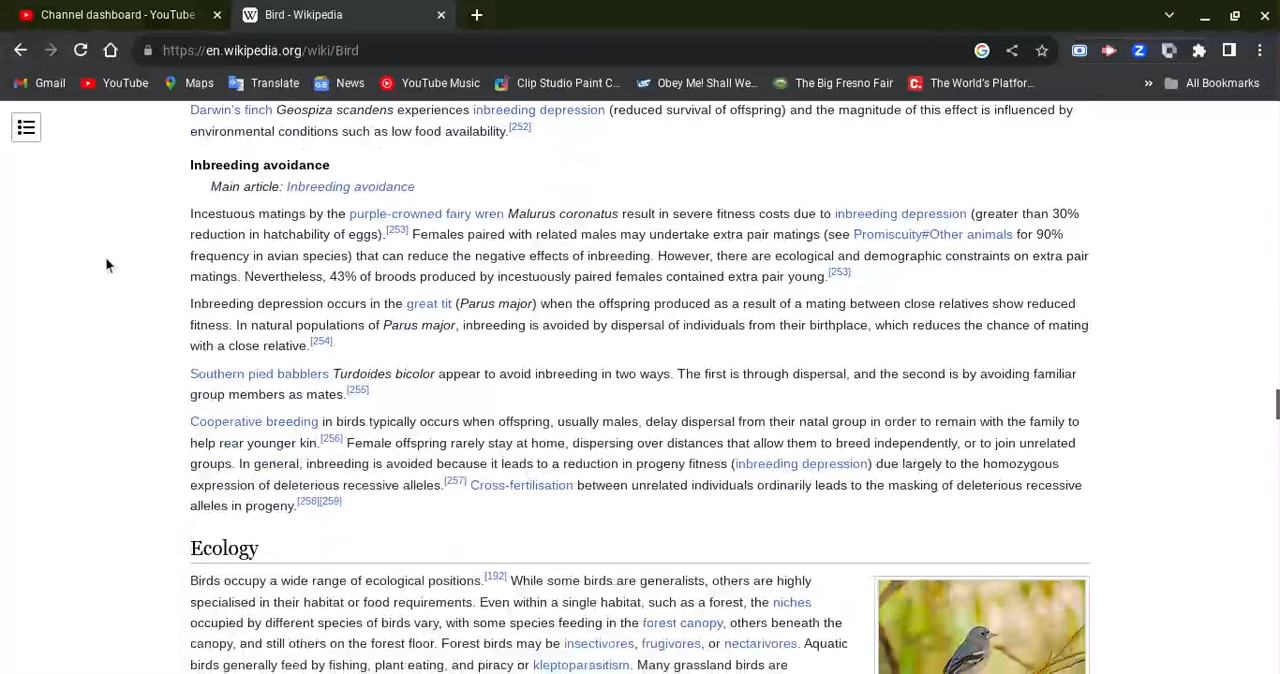 Channel dashboard - YouTube
Bird - Wikipedia
https://en.wikipedia.org/wiki/Bird
Gmail YouTube Maps Translate News YouTube Music Clip Studio Paint C... Obey Me! Shall We... The Big Fresno Fair The World's Platfor... » All Bookmarks
Darwin's finch Geospiza scandens experiences inbreeding depression (reduced survival of offspring) and the magnitude of this effect is influenced by
environmental conditions such as low food availability.[252]
Inbreeding avoidance
Main article: Inbreeding avoidance
Incestuous matings by the purple-crowned fairy wren Malurus coronatus result in severe fitness costs due to inbreeding depression (greater than 30%
reduction in hatchability of eggs).[253] Females paired with related males may undertake extra pair matings (see Promiscuity#Other animals for 90%
frequency in avian species) that can reduce the negative effects of inbreeding. However, there are ecological and demographic constraints on extra pair
matings. Nevertheless, 43% of broods produced by incestuously paired females contained extra pair young.[253]
Inbreeding depression occurs in the great tit (Parus major) when the offspring produced as a result of a mating between close relatives show reduced
fitness. In natural populations of Parus major, inbreeding is avoided by dispersal of individuals from their birthplace, which reduces the chance of mating
with a close relative.[254]
Southern pied babblers Turdoides bicolor appear to avoid inbreeding in two ways. The first is through dispersal, and the second is by avoiding familiar
group members as mates.[255]
Cooperative breeding in birds typically occurs when offspring, usually males, delay dispersal from their natal group in order to remain with the family to
help rear younger kin.[256] Female offspring rarely stay at home, dispersing over distances that allow them to breed independently, or to join unrelated
groups. In general, inbreeding is avoided because it leads to a reduction in progeny fitness (inbreeding depression) due largely to the homozygous
expression of deleterious recessive alleles.[257] Cross-fertilisation between unrelated individuals ordinarily leads to the masking of deleterious recessive
alleles in progeny.[258][259]
Ecology
Birds occupy a wide range of ecological positions.[192] While some birds are generalists, others are highly
specialised in their habitat or food requirements. Even within a single habitat, such as a forest, the niches
occupied by different species of birds vary, with some species feeding in the forest canopy, others beneath the
canopy, and still others on the forest floor. Forest birds may be insectivores, frugivores, or nectarivores. Aquatic
birds generally feed by fishing, plant eating, and piracy or kleptoparasitism. Many grassland birds are